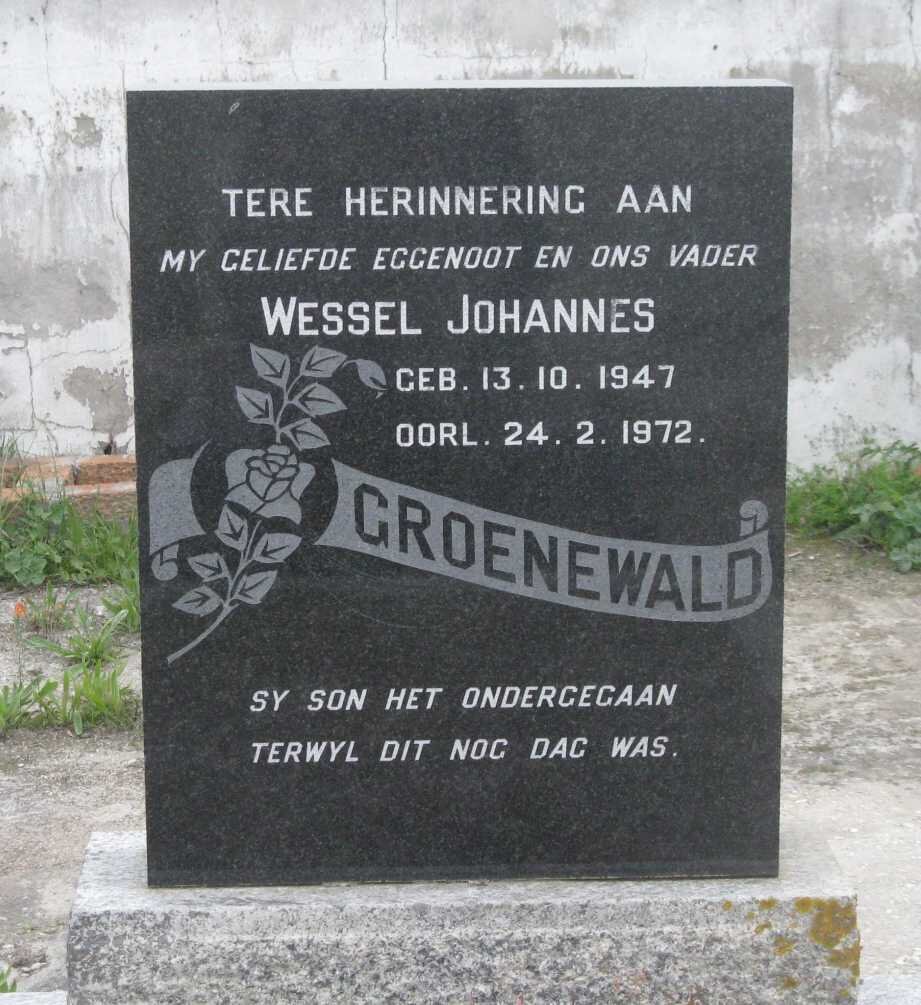 TERE HERINNERING AAN
MY GELIEFDE EGGENOOT EN ONS VADER
WESSEL JOHANNES
GEB. 13. 10. 1947
OORL. 24. 2. 1972.
GROENEWALD
SY SON HET ONDERGEGAAN
TERWYL DIT NOG DAG WAS.